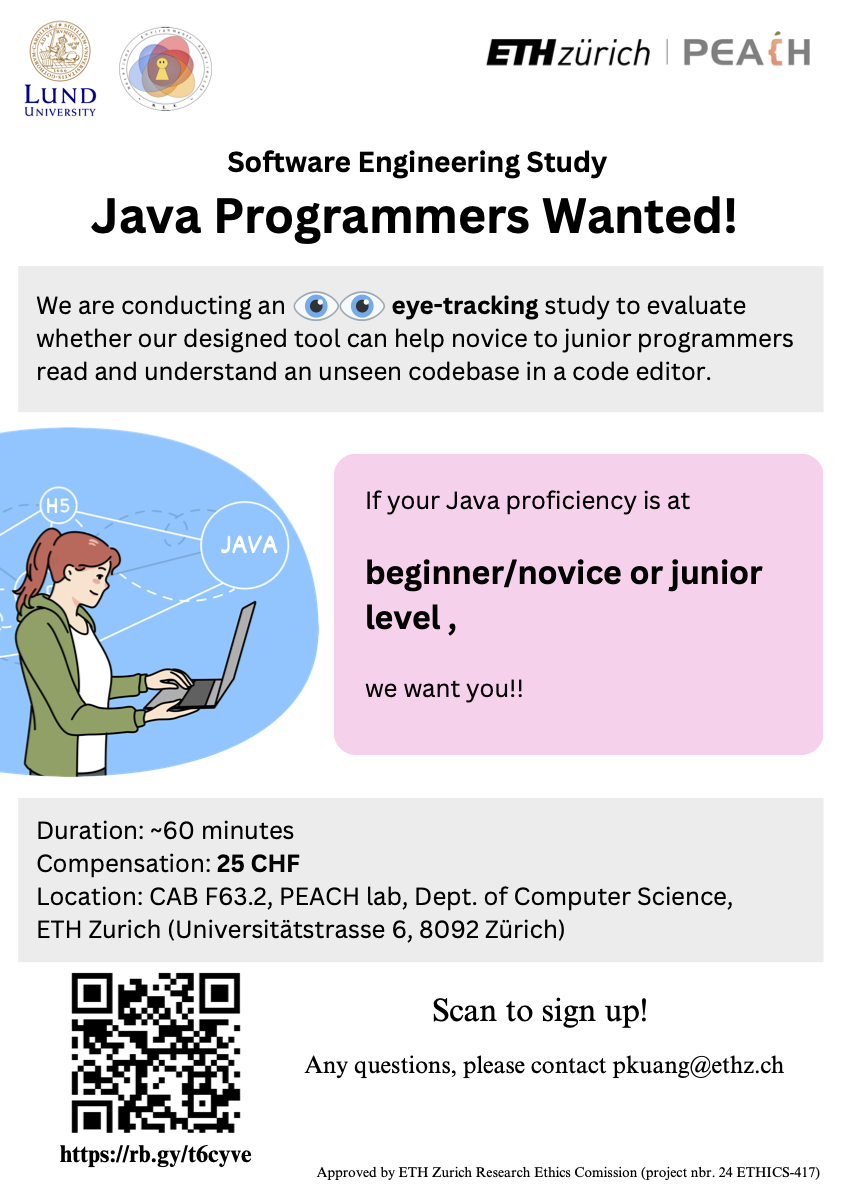 LUND
UNIVERSITY
ETH zürich | PEACH
Software Engineering Study
Java Programmers Wanted!
We are conducting an 👁👁 eye-tracking study to evaluate
whether our designed tool can help novice to junior programmers
read and understand an unseen codebase in a code editor.
H5
JAVA
If your Java proficiency is at
beginner/novice or junior
level ,
we want you!!
Duration: ~60 minutes
Compensation: 25 CHF
Location: CAB F63.2, PEACH lab, Dept. of Computer Science,
ETH Zurich (Universitätstrasse 6, 8092 Zürich)
Scan to sign up!
Any questions, please contact pkuang@ethz.ch
https://rb.gy/t6cyve
Approved by ETH Zurich Research Ethics Comission (project nbr. 24 ETHICS-417)